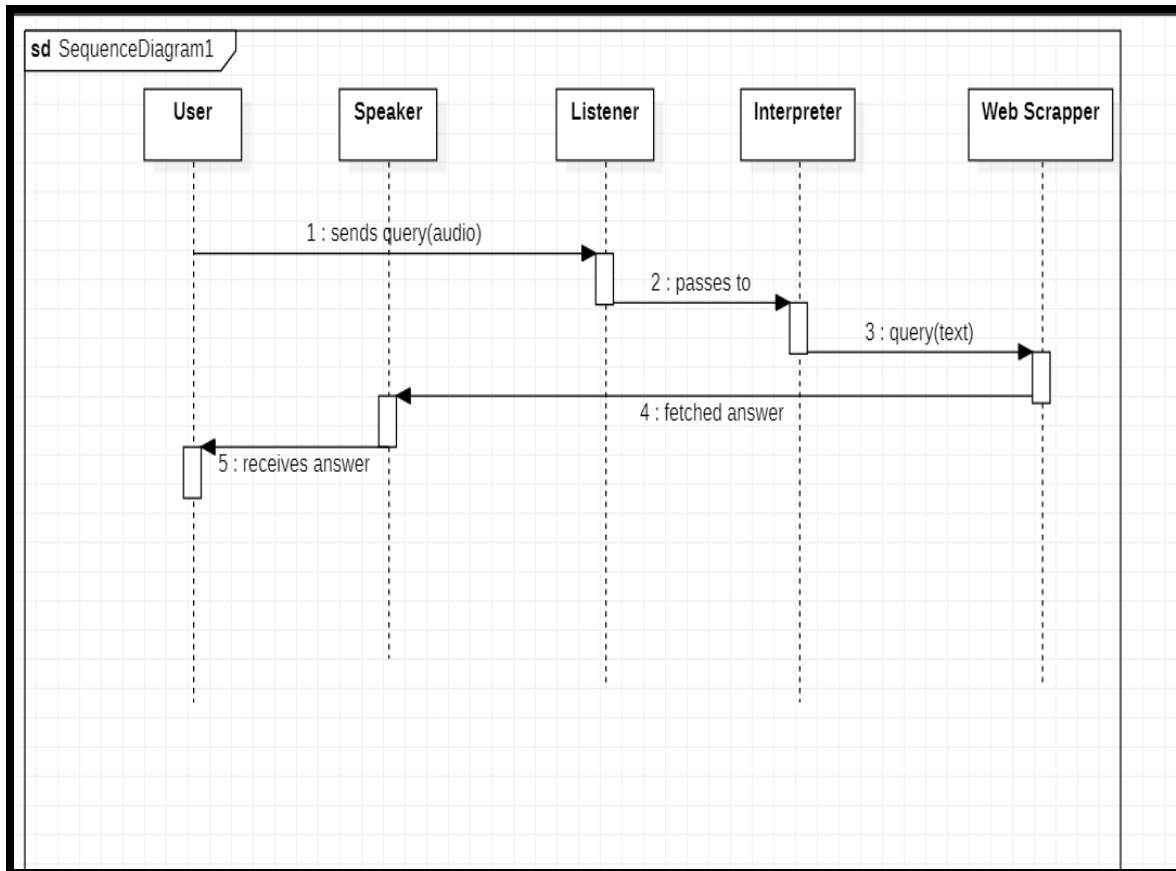 sd SequenceDiagram1
User
Speaker
Listener
Interpreter
Web Scrapper
1 : sends query(audio)
2 : passes to
3 : query(text)
4 : fetched answer
5 : receives answer